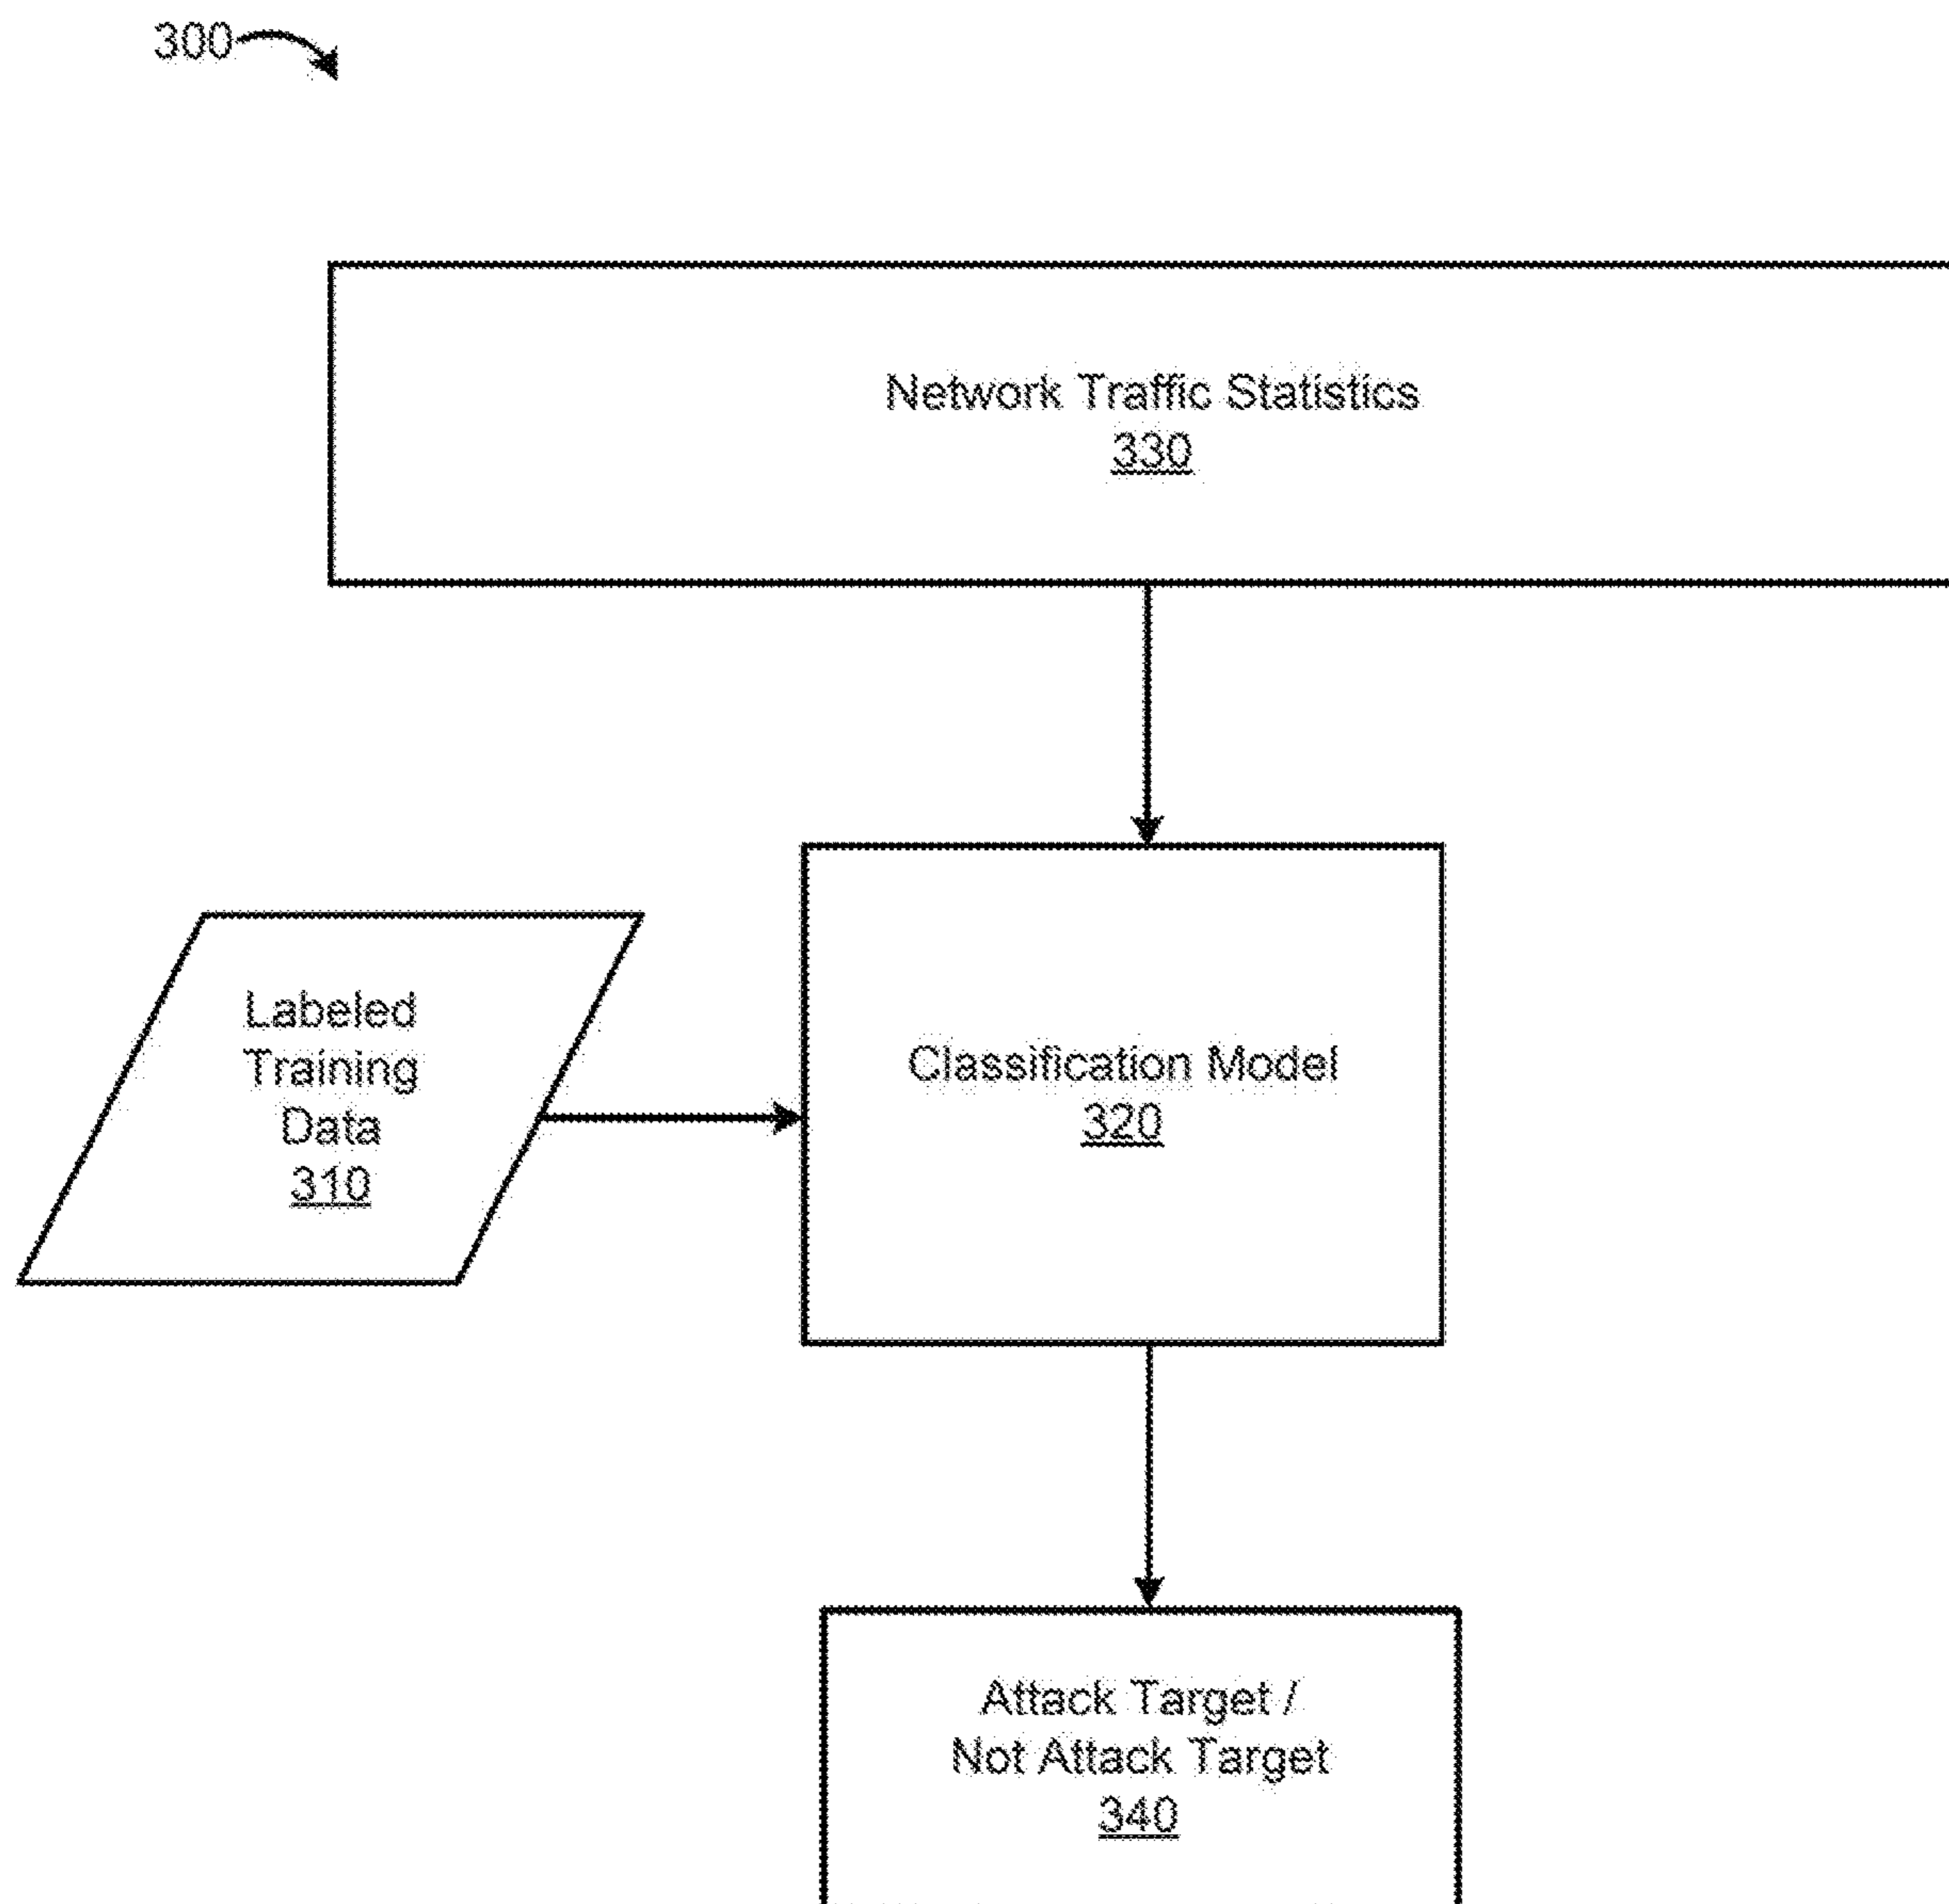 300
Network Traffic Statistics
330
Labeled
Training
Data
310
Classification Model
320
Attack Target /
Not Attack Target
340